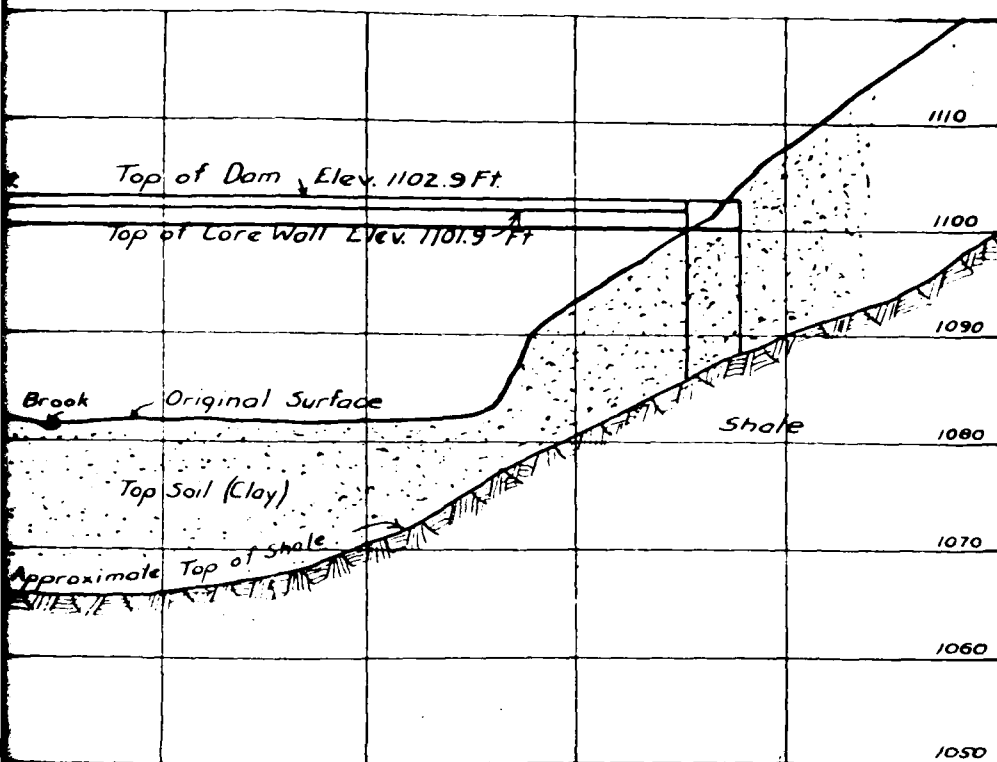 1110
Top of Dam Elev. 1102.9 Ft.
1100
Top of Core Wall Elev. 1101.9 Ft
1090
Brook
Original Surface
Shale
1080
Top Soil (Clay)
1070
Approximate Top of Shale
1060
1050